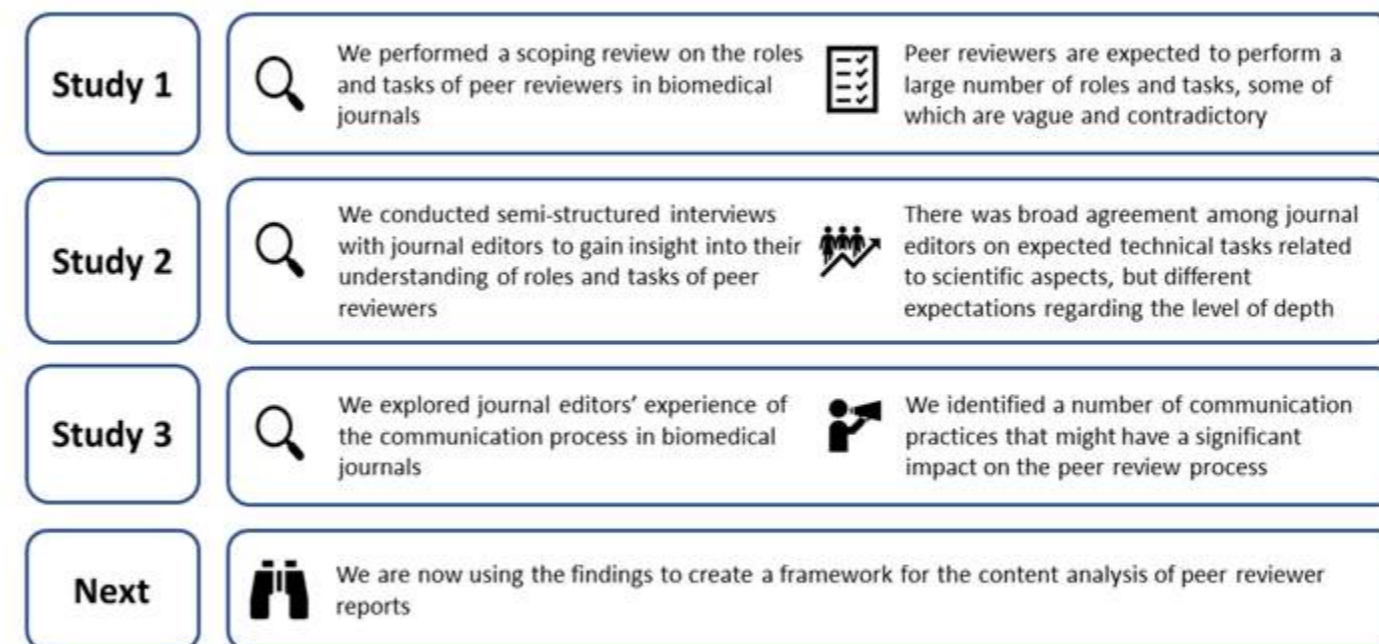 Study 1
We performed a scoping review on the roles
and tasks of peer reviewers in biomedical
journals
Peer reviewers are expected to perform a
large number of roles and tasks, some of
which are vague and contradictory
Study 2
We conducted semi-structured interviews
with journal editors to gain insight into their
understanding of roles and tasks of peer
reviewers
There was broad agreement among journal
editors on expected technical tasks related
to scientific aspects, but different
expectations regarding the level of depth
Study 3
We explored journal editors’ experience of
the communication process in biomedical
journals
We identified a number of communication
practices that might have a significant
impact on the peer review process
Next
We are now using the findings to create a framework for the content analysis of peer reviewer
reports